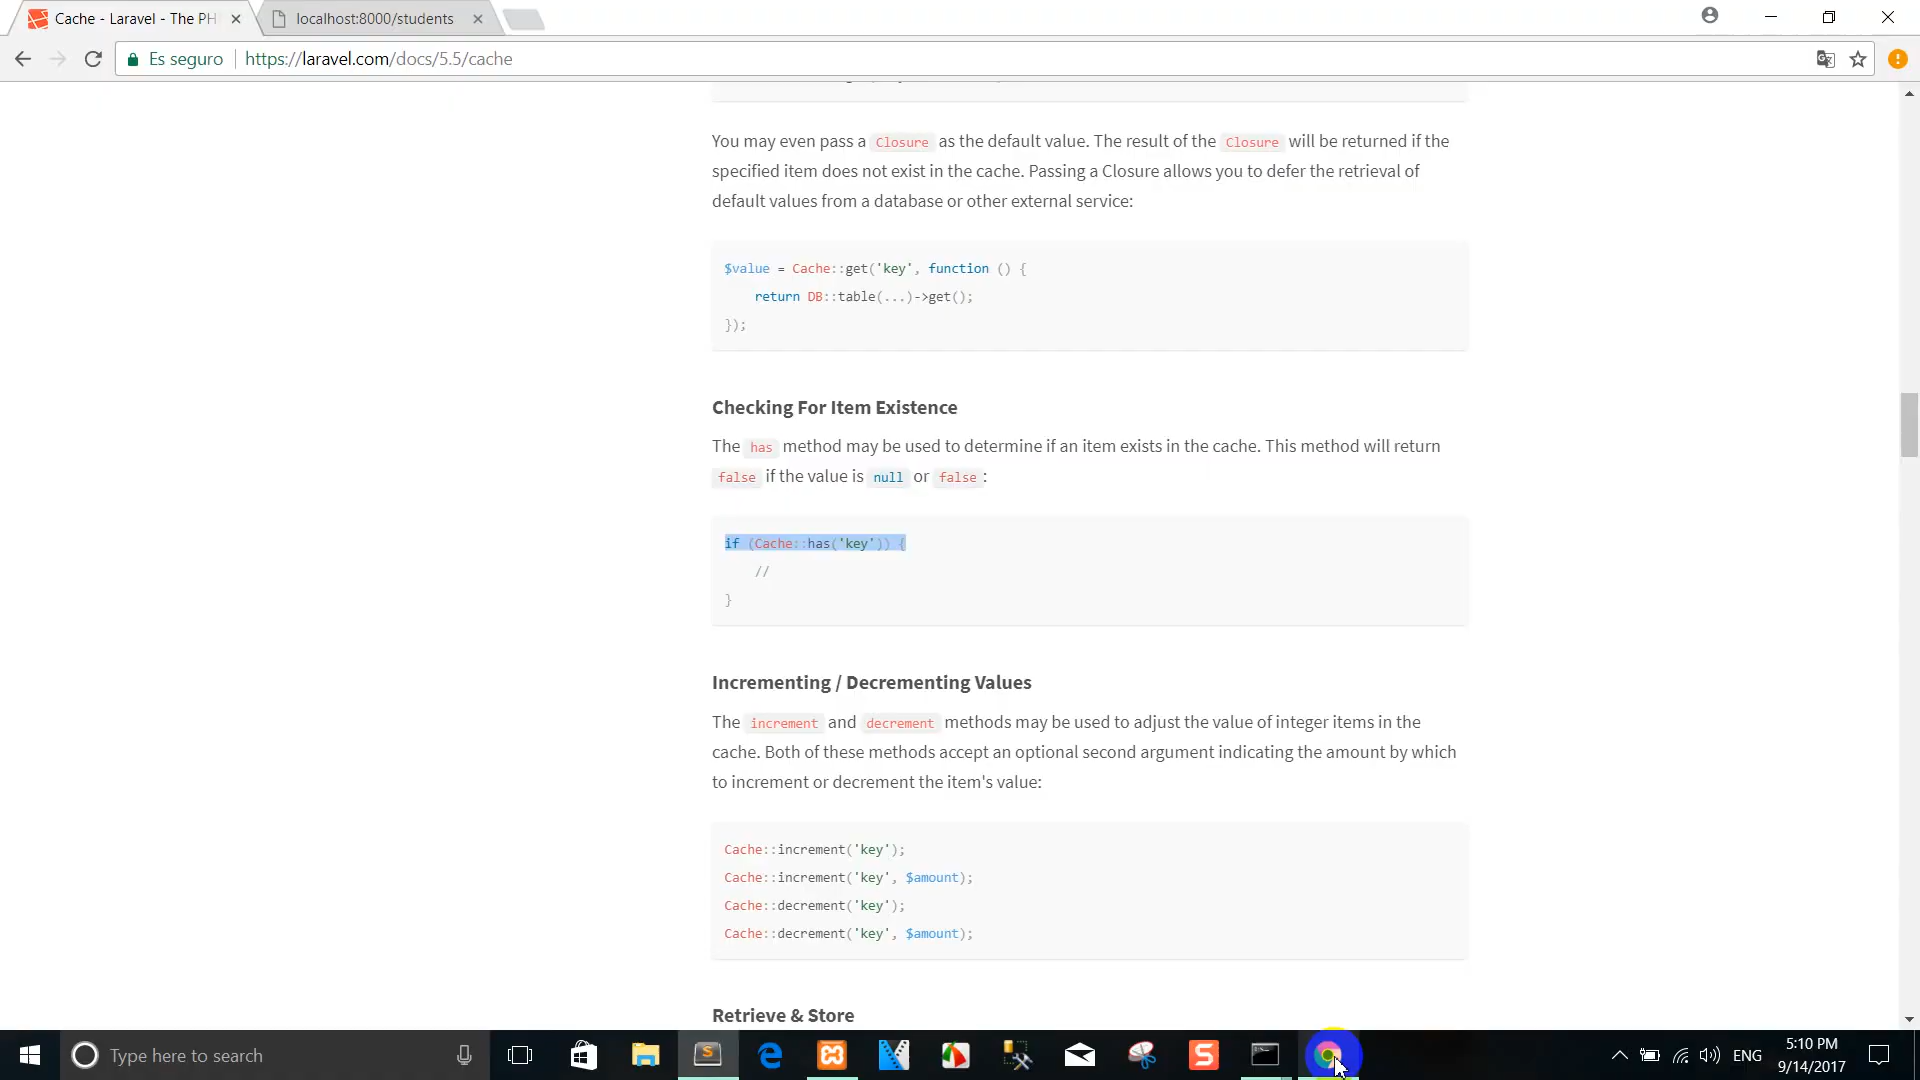 Cache - Laravel - The PH
localhost:8000/students
Es seguro
https://laravel.com/docs/5.5/cache
You may even pass a Closure as the default value. The result of the Closure will be returned if the
specified item does not exist in the cache. Passing a Closure allows you to defer the retrieval of
default values from a database or other external service:
$value = Cache::get('key', function () {
return DB::table(...)->get();
});
Checking For Item Existence
The has method may be used to determine if an item exists in the cache. This method will return
false if the value is null or false :
if (Cache::has('key')) {
//
}
Incrementing / Decrementing Values
The increment and decrement methods may be used to adjust the value of integer items in the
cache. Both of these methods accept an optional second argument indicating the amount by which
to increment or decrement the item's value:
Cache::increment('key');
Cache::increment('key', $amount);
Cache::decrement('key');
Cache::decrement('key', $amount);
Retrieve & Store
Type here to search
ENG
5:10 PM
9/14/2017